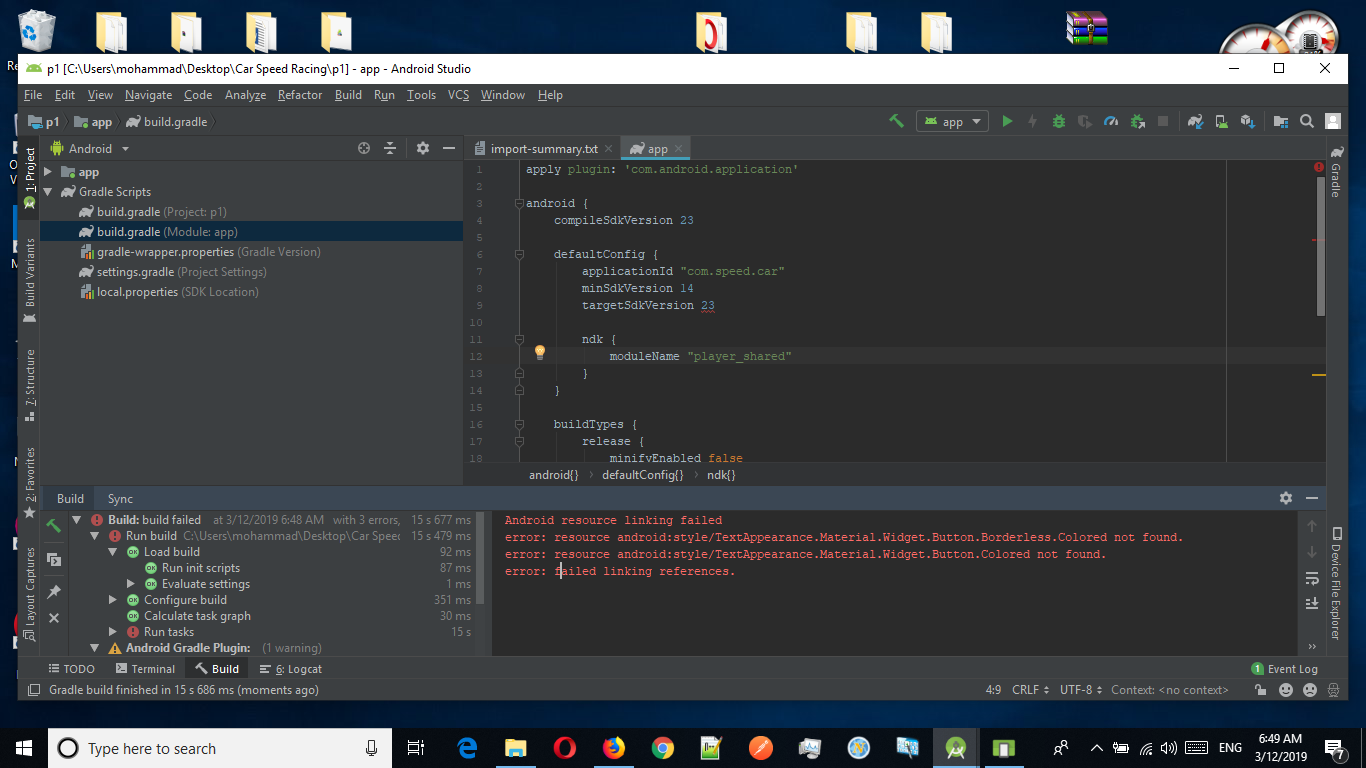 p1 [C:\Users\mohammad\Desktop\Car Speed Racing\p1] - app - Android Studio
File Edit View Navigate Code Analyze Refactor Build Run Tools VCS Window Help
p1 app build.gradle
app
Android
import-summary.txt
app
1: Project
Build Variants
7: Structure
2: Favorites
Layout Captures
app
Gradle Scripts
build.gradle (Project: p1)
build.gradle (Module: app)
gradle-wrapper.properties (Gradle Version)
settings.gradle (Project Settings)
local.properties (SDK Location)
1 apply plugin: 'com.android.application'
2
3 android {
4 compileSdkVersion 23
5
6 defaultConfig {
7 applicationId "com.speed.car"
8 minSdkVersion 14
9 targetSdkVersion 23
10
11 ndk {
12 moduleName "player_shared"
13 }
14 }
15
16 buildTypes {
17 release {
18 minifyEnabled false
android{} defaultConfig{} ndk{}
Gradle
Device File Explorer
Build Sync
Build: build failed at 3/12/2019 6:48 AM with 3 errors, 15 s 677 ms
Run build C:\Users\mohammad\Desktop\Car Speed 15 s 479 ms
Load build 92 ms
Run init scripts 87 ms
Evaluate settings 1 ms
Configure build 351 ms
Calculate task graph 30 ms
Run tasks 15 s
Android Gradle Plugin: (1 warning)
Android resource linking failed
error: resource android:style/TextAppearance.Material.Widget.Button.Borderless.Colored not found.
error: resource android:style/TextAppearance.Material.Widget.Button.Colored not found.
error: failed linking references.
TODO Terminal Build 6: Logcat
1 Event Log
Gradle build finished in 15 s 686 ms (moments ago)
4:9 CRLF UTF-8 Context: <no context>
Type here to search
ENG
6:49 AM
3/12/2019
7